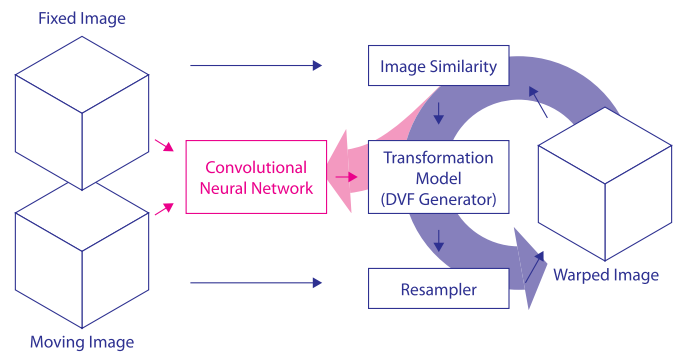 Fixed Image
Image Similarity
Convolutional
Neural Network
Transformation
Model
(DVF Generator)
Warped Image
Resampler
Moving Image